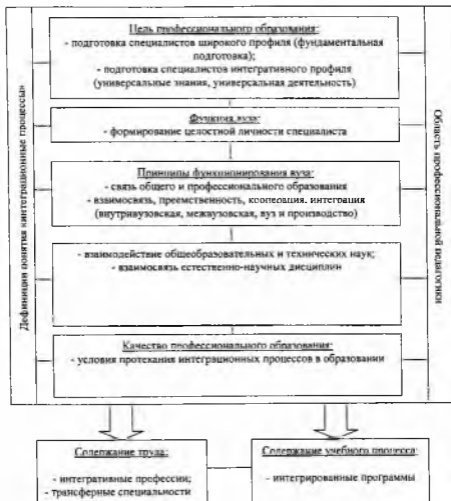 Дефиниции понятия «интеграционные процессы»
Цель профессионального образования:
- подготовка специалистов широкого профиля (фундаментальная
подготовка);
- подготовка специалистов интегративного профиля
(универсальные знания, универсальная деятельность)
Функция вуза:
- формирование целостной личности специалиста
Принципы функционирования вуза:
- связь общего и профессионального образования
- взаимосвязь, преемственность, кооперация, интеграция
(внутривузовская, межвузовская, вуз и производство)
- взаимодействие общеобразовательных и технических наук;
- взаимосвязь естественно-научных дисциплин
Качество профессионального образования:
- условия протекания интеграционных процессов в образовании
Область профессиональной педагогики
Содержание труда:
- интегративные профессии;
- трансферные специальности
Содержание учебного процесса:
- интегрированные программы